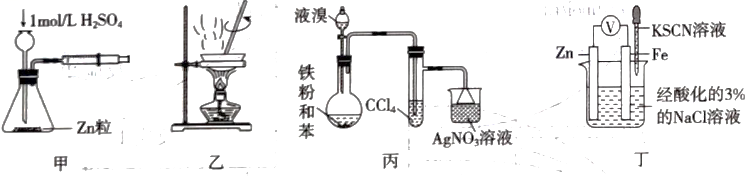 1mol/L H₂SO₄
Zn粒
甲
乙
液溴
铁
粉
和
苯
CCl₄
AgNO₃溶液
丙
V
KSCN溶液
Zn
Fe
经酸化的3%
的NaCl溶液
丁